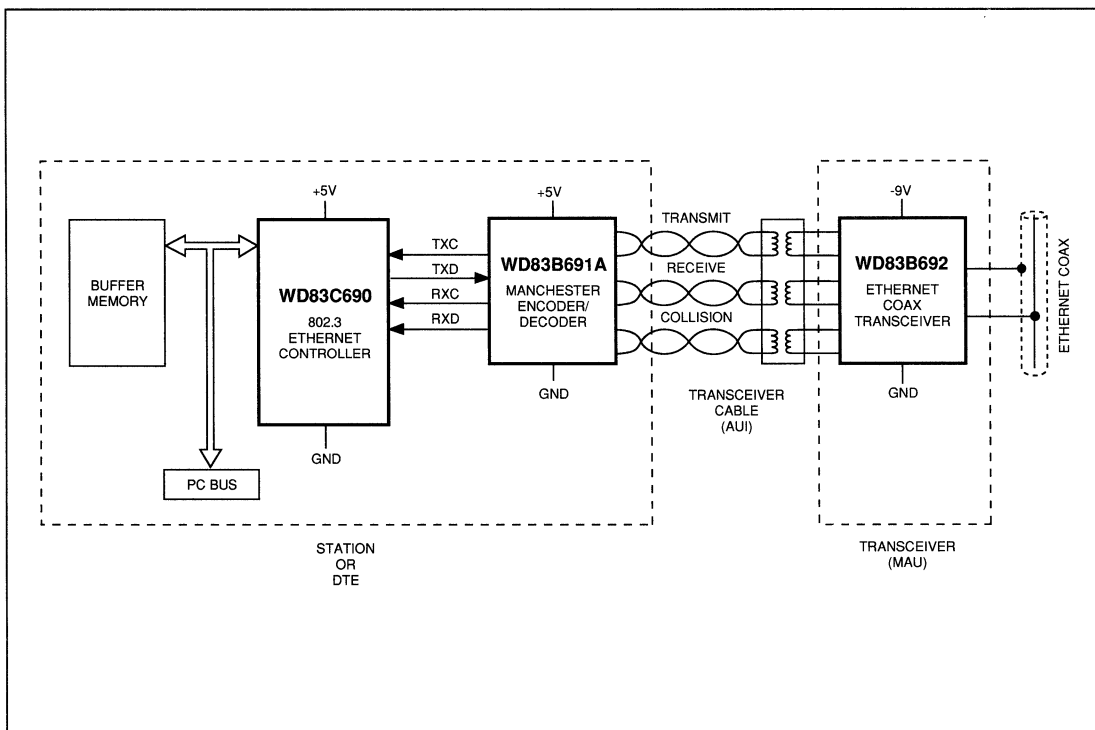 BUFFER
MEMORY
PC BUS
+5V
WD83C690
802.3
ETHERNET
CONTROLLER
GND
TXC
TXD
RXC
RXD
+5V
WD83B691A
MANCHESTER
ENCODER/
DECODER
GND
STATION
OR
DTE
TRANSMIT
RECEIVE
COLLISION
TRANSCEIVER
CABLE
(AUI)
-9V
WD83B692
ETHERNET
COAX
TRANSCEIVER
GND
TRANSCEIVER
(MAU)
ETHERNET COAX